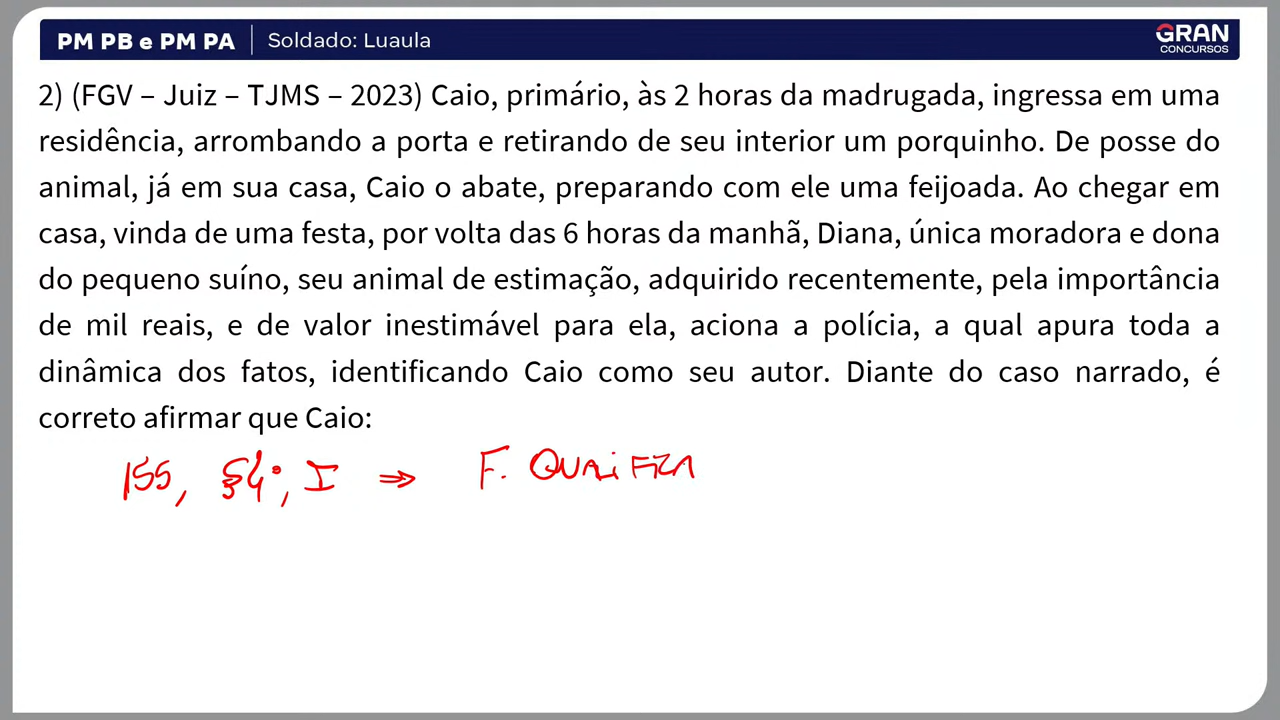 PM PB e PM PA | Soldado: Luaula
GRAN
CONCURSOS
2) (FGV – Juiz – TJMS – 2023) Caio, primário, às 2 horas da madrugada, ingressa em uma
residência, arrombando a porta e retirando de seu interior um porquinho. De posse do
animal, já em sua casa, Caio o abate, preparando com ele uma feijoada. Ao chegar em
casa, vinda de uma festa, por volta das 6 horas da manhã, Diana, única moradora e dona
do pequeno suíno, seu animal de estimação, adquirido recentemente, pela importância
de mil reais, e de valor inestimável para ela, aciona a polícia, a qual apura toda a
dinâmica dos fatos, identificando Caio como seu autor. Diante do caso narrado, é
correto afirmar que Caio:
155, §4º, I ⇒ F. QUALIFICA